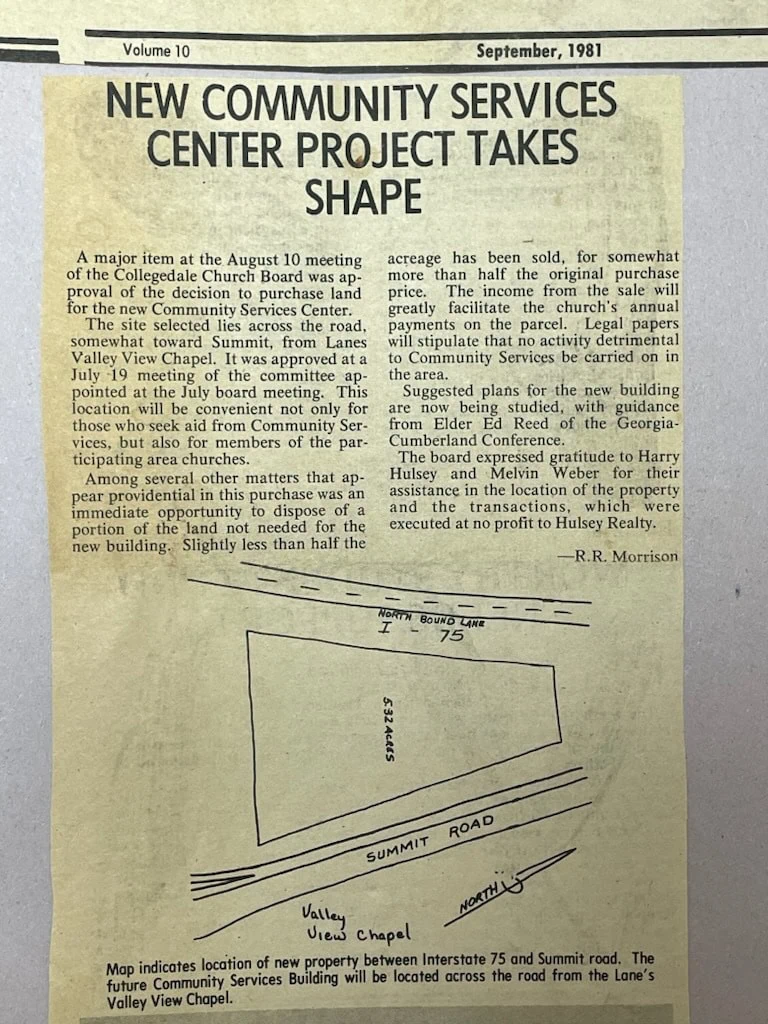 Volume 10
September, 1981
NEW COMMUNITY SERVICES
CENTER PROJECT TAKES
SHAPE
A major item at the August 10 meeting
of the Collegedale Church Board was ap-
proval of the decision to purchase land
for the new Community Services Center.
The site selected lies across the road,
somewhat toward Summit, from Lanes
Valley View Chapel. It was approved at a
July 19 meeting of the committee ap-
pointed at the July board meeting. This
location will be convenient not only for
those who seek aid from Community Ser-
vices, but also for members of the par-
ticipating area churches.
Among several other matters that ap-
pear providential in this purchase was an
immediate opportunity to dispose of a
portion of the land not needed for the
new building. Slightly less than half the
acreage has been sold, for somewhat
more than half the original purchase
price. The income from the sale will
greatly facilitate the church's annual
payments on the parcel. Legal papers
will stipulate that no activity detrimental
to Community Services be carried on in
the area.
Suggested plans for the new building
are now being studied, with guidance
from Elder Ed Reed of the Georgia-
Cumberland Conference.
The board expressed gratitude to Harry
Hulsey and Melvin Weber for their
assistance in the location of the property
and the transactions, which were
executed at no profit to Hulsey Realty.
—R.R. Morrison
NORTH BOUND LANE
I - 75
5.32 ACRES
SUMMIT ROAD
NORTH
Valley
View Chapel
Map indicates location of new property between Interstate 75 and Summit road. The
future Community Services Building will be located across the road from the Lane's
Valley View Chapel.